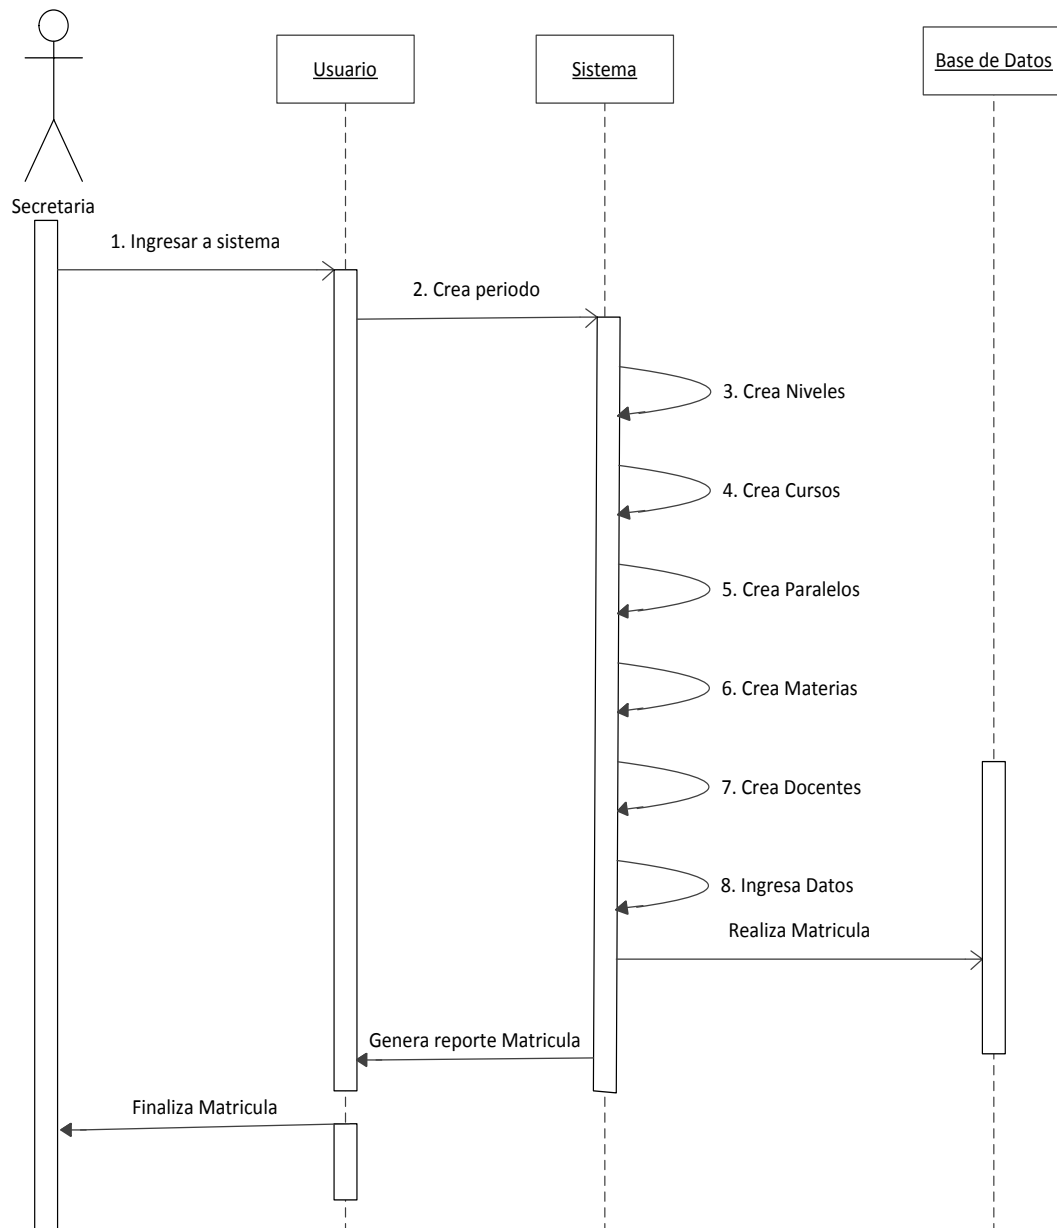 Usuario
Sistema
Base de Datos
Secretaria
1. Ingresar a sistema
2. Crea periodo
3. Crea Niveles
4. Crea Cursos
5. Crea Paralelos
6. Crea Materias
7. Crea Docentes
8. Ingresa Datos
Realiza Matricula
Genera reporte Matricula
Finaliza Matricula